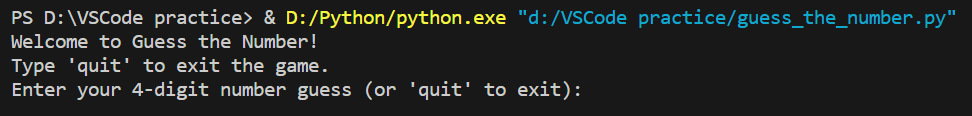 PS D:\VSCode practice> & D:/Python/python.exe "d:/VSCode practice/guess_the_number.py"
Welcome to Guess the Number!
Type 'quit' to exit the game.
Enter your 4-digit number guess (or 'quit' to exit):